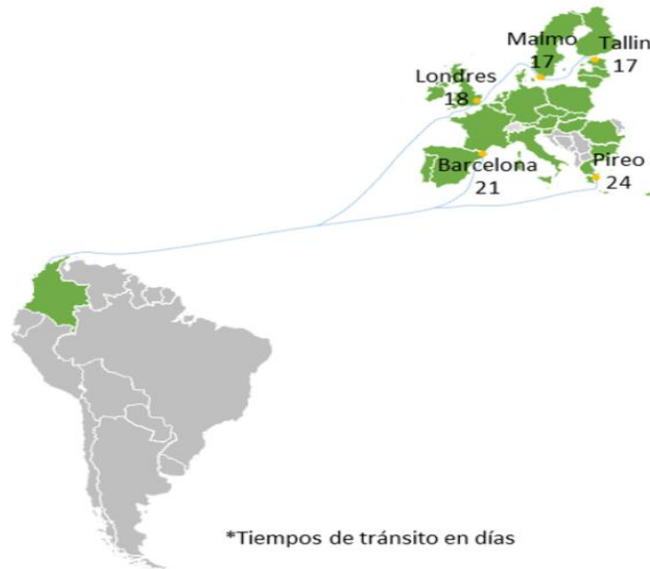 Malmo
17
Tallin
17
Londres
18
Barcelona
21
Pireo
24
*Tiempos de tránsito en días